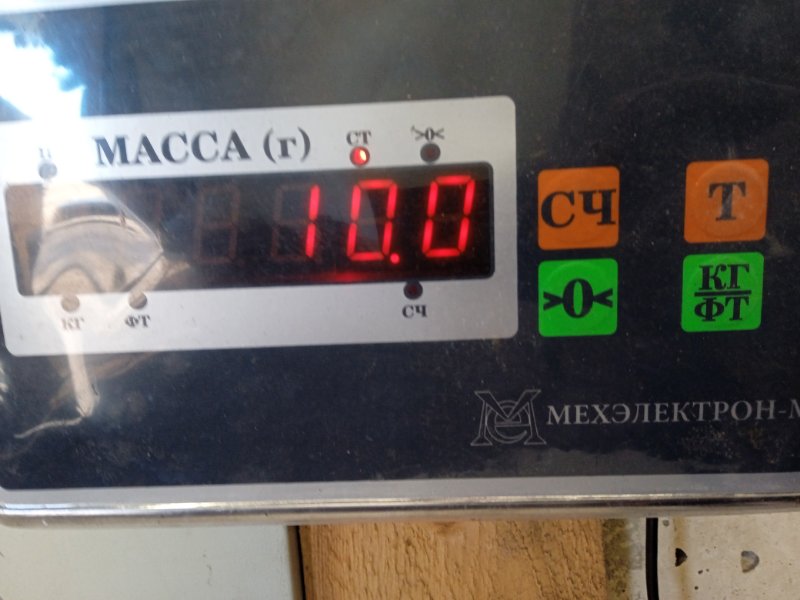 МАССА (г)
СТ
>0<
10.0
КГ
ФТ
СЧ
СЧ
Т
>0<
КГ
ФТ
МЕХЭЛЕКТРОН-М